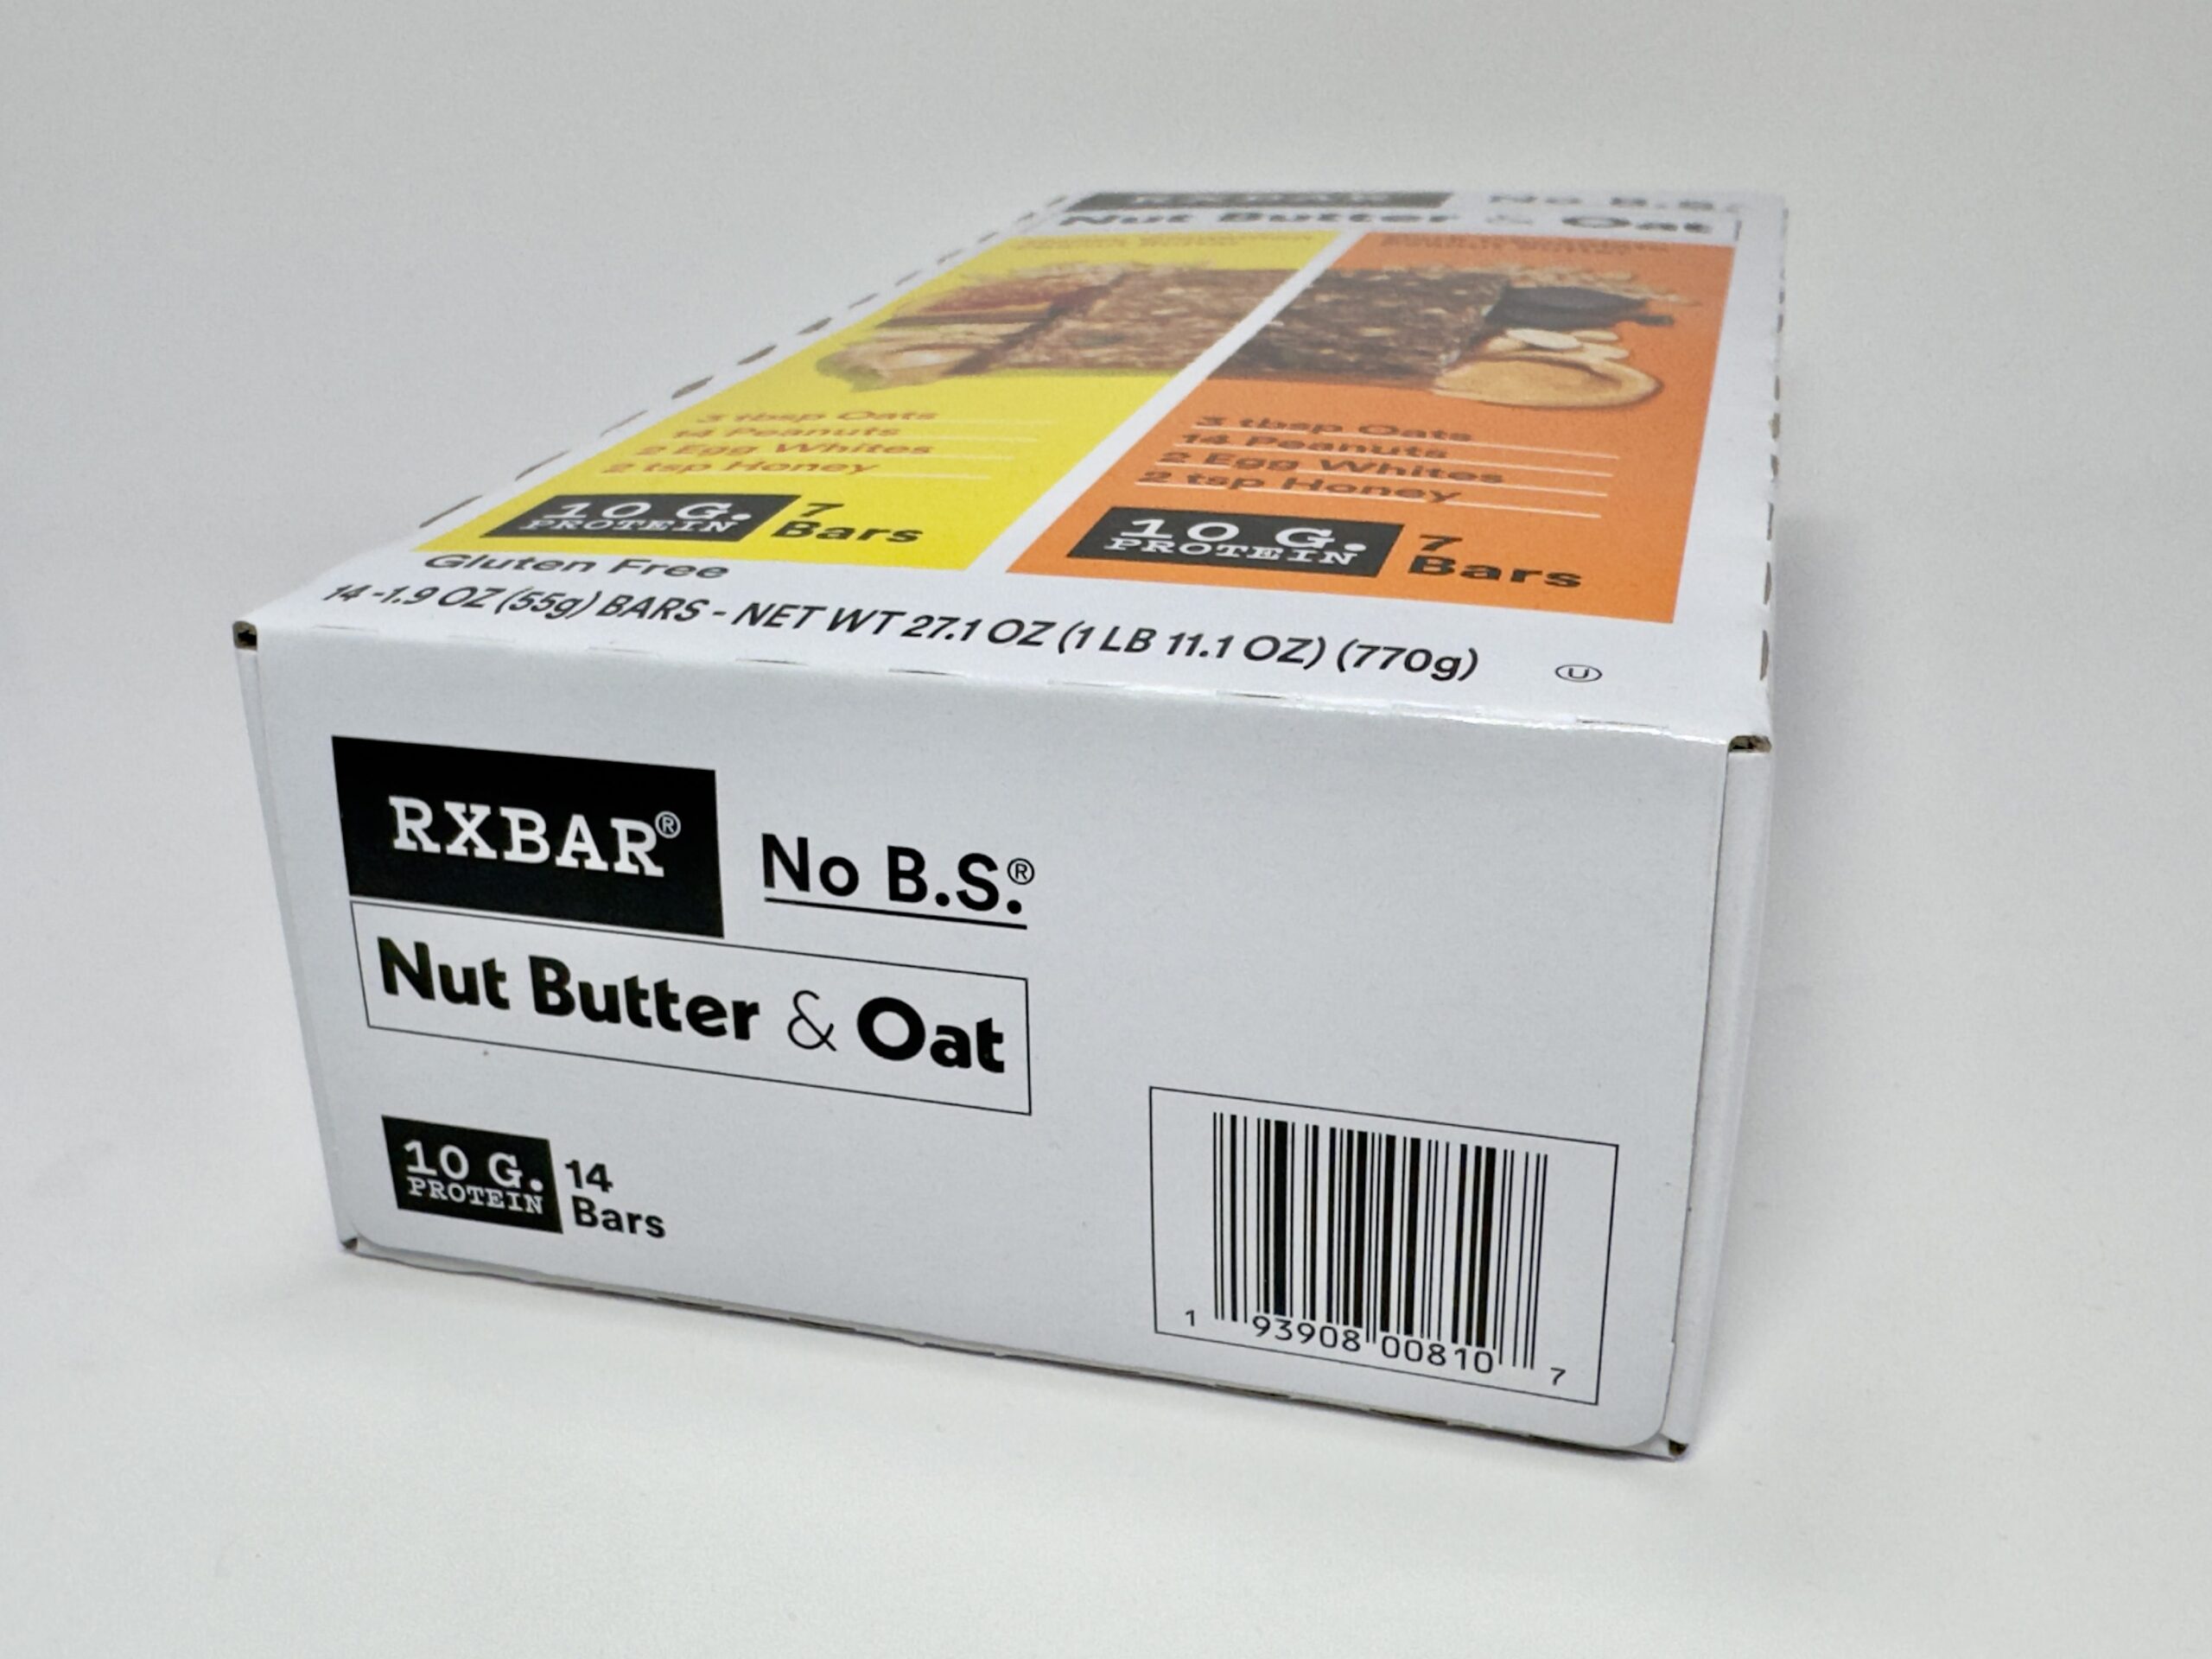 RXBAR No B.S.
Nut Butter & Oat
3 tbsp Oats
14 Peanuts
2 Egg Whites
2 tsp Honey
10 G.
PROTEIN
7
Bars
3 tbsp Oats
14 Peanuts
2 Egg Whites
2 tsp Honey
10 G.
PROTEIN
7
Bars
Gluten Free
14 -1.9 OZ (55g) BARS - NET WT 27.1 OZ (1 LB 11.1 OZ) (770g)
U
RXBAR® No B.S.®
Nut Butter & Oat
10 G.
PROTEIN
14
Bars
1 93908 00810 7